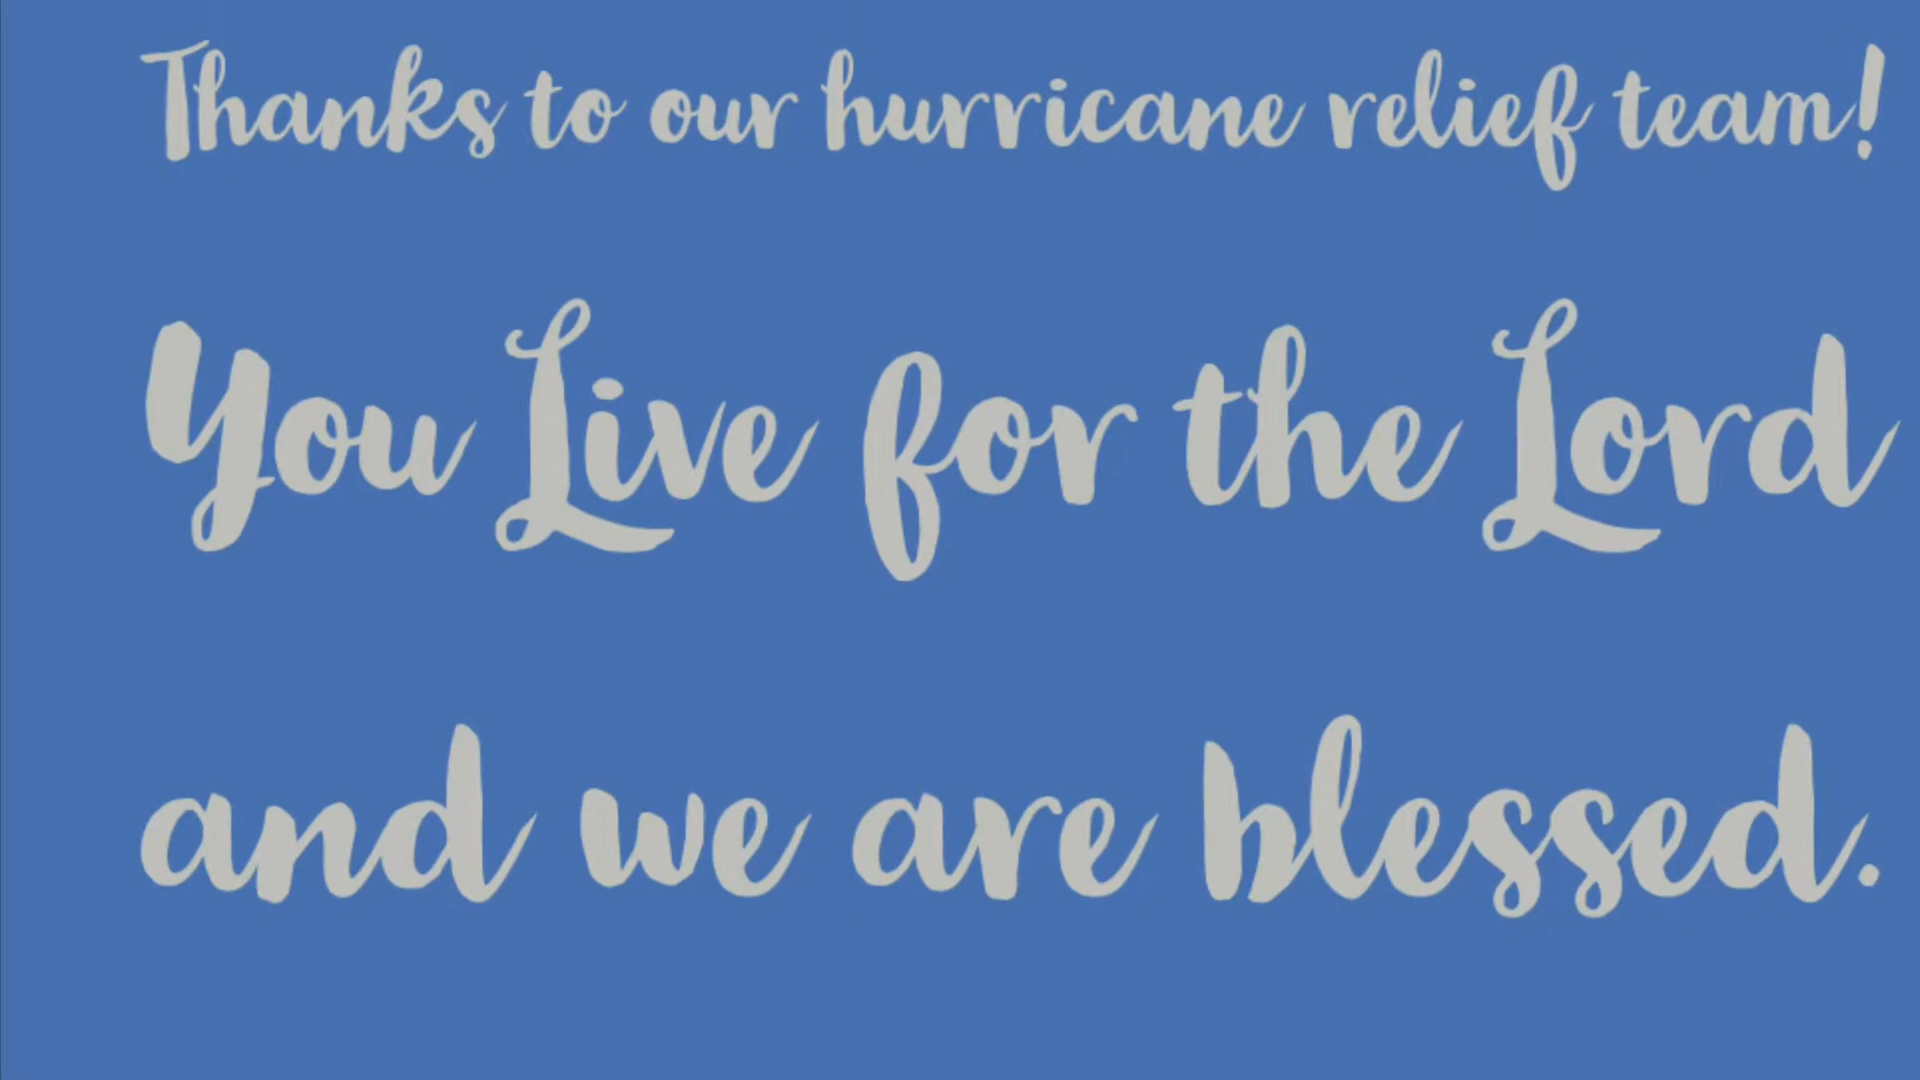 Thanks to our hurricane relief team!
You Live for the Lord
and we are blessed.